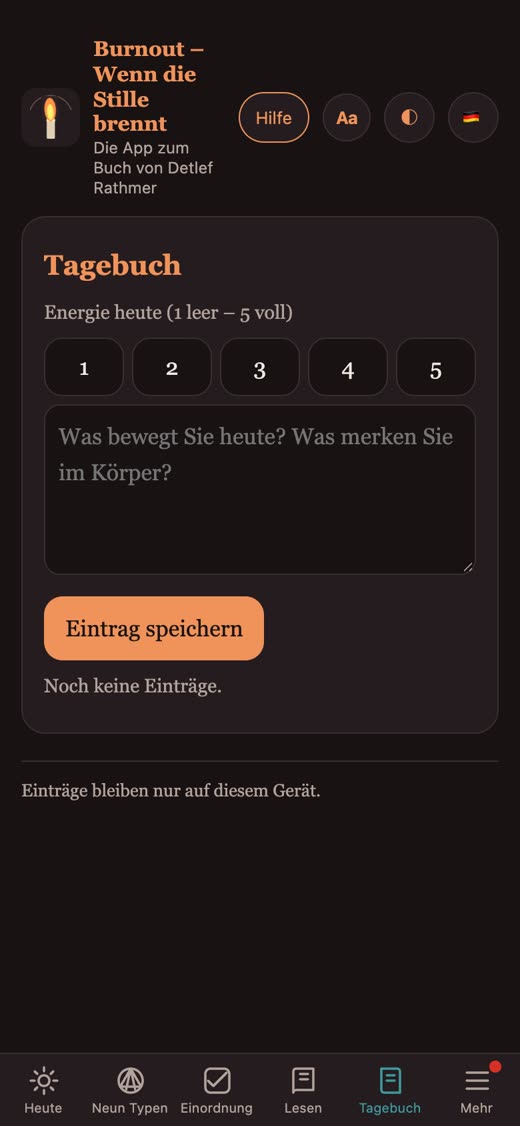 Burnout –
Wenn die
Stille
brennt
Die App zum
Buch von Detlef
Rathmer
Hilfe
Aa
Tagebuch
Energie heute (1 leer – 5 voll)
1 2 3 4 5
Was bewegt Sie heute? Was merken Sie
im Körper?
Eintrag speichern
Noch keine Einträge.
Einträge bleiben nur auf diesem Gerät.
Heute Neun Typen Einordnung Lesen Tagebuch Mehr